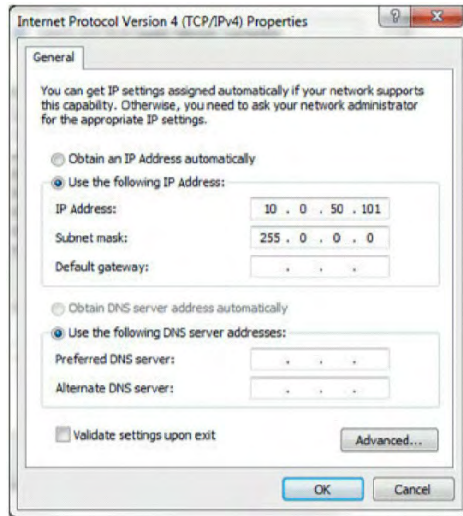 Internet Protocol Version 4 (TCP/IPv4) Properties
General
You can get IP settings assigned automatically if your network supports
this capability. Otherwise, you need to ask your network administrator
for the appropriate IP settings.
Obtain an IP Address automatically
Use the following IP Address:
IP Address: 10 . 0 . 50 . 101
Subnet mask: 255 . 0 . 0 . 0
Default gateway: . . .
Obtain DNS server address automatically
Use the following DNS server addresses:
Preferred DNS server: . . .
Alternate DNS server: . . .
Validate settings upon exit
Advanced...
OK Cancel